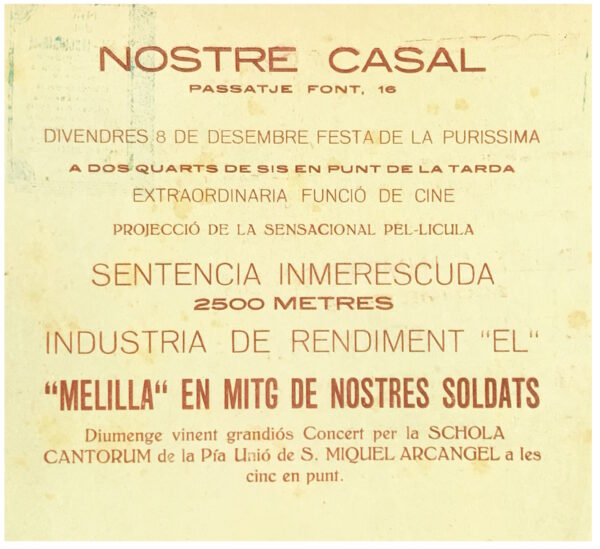 NOSTRE CASAL
PASSATJE FONT, 16
DIVENDRES 8 DE DESEMBRE, FESTA DE LA PURISSIMA
A DOS QUARTS DE SIS EN PUNT DE LA TARDA
EXTRAORDINARIA FUNCIÓ DE CINE
PROJECCIÓ DE LA SENSACIONAL PEL-LICULA
SENTENCIA INMERESCUDA
2500 METRES
INDUSTRIA DE RENDIMENT "EL"
"MELILLA" EN MITG DE NOSTRES SOLDATS
Diumenge vinent grandiós Concert per la SCHOLA
CANTORUM de la Pía Unió de S. MIQUEL ARCANGEL a les
cinc en punt.